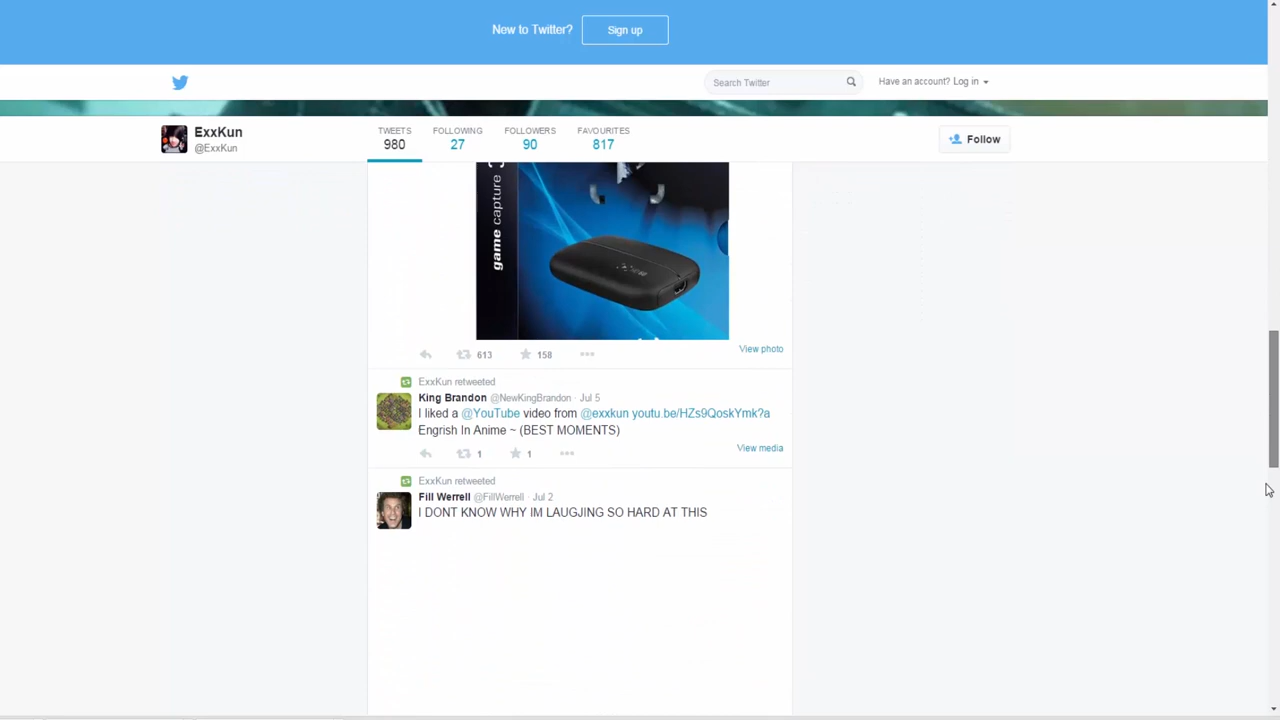 New to Twitter? Sign up
Search Twitter Have an account? Log in
ExxKun
@ExxKun
TWEETS FOLLOWING FOLLOWERS FAVOURITES
980 27 90 817
Follow
game capture
613 158
View photo
ExxKun retweeted
King Brandon @NewKingBrandon · Jul 5
I liked a @YouTube video from @exxkun youtu.be/HZs9QoskYmk?a
Engrish In Anime ~ (BEST MOMENTS)
View media
1 1
ExxKun retweeted
Fill Werrell @FillWerrell · Jul 2
I DONT KNOW WHY IM LAUGJING SO HARD AT THIS